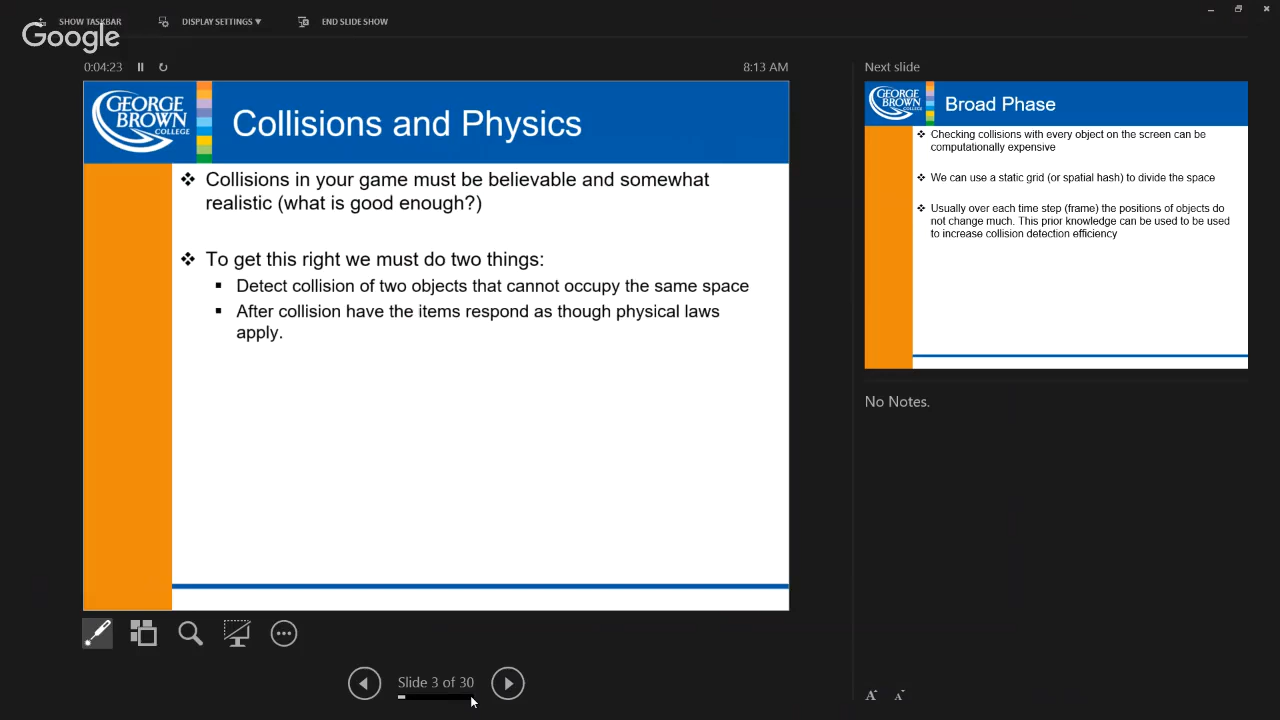 SHOW TASKBAR
DISPLAY SETTINGS ▾
END SLIDE SHOW
Google
0:04:23
8:13 AM
GEORGE
BROWN
COLLEGE
Collisions and Physics
❖ Collisions in your game must be believable and somewhat
realistic (what is good enough?)
❖ To get this right we must do two things:
▪ Detect collision of two objects that cannot occupy the same space
▪ After collision have the items respond as though physical laws
apply.
Slide 3 of 30
Next slide
GEORGE
BROWN
COLLEGE
Broad Phase
❖ Checking collisions with every object on the screen can be
computationally expensive
❖ We can use a static grid (or spatial hash) to divide the space
❖ Usually over each time step (frame) the positions of objects do
not change much. This prior knowledge can be used to be used
to increase collision detection efficiency
No Notes.
A A